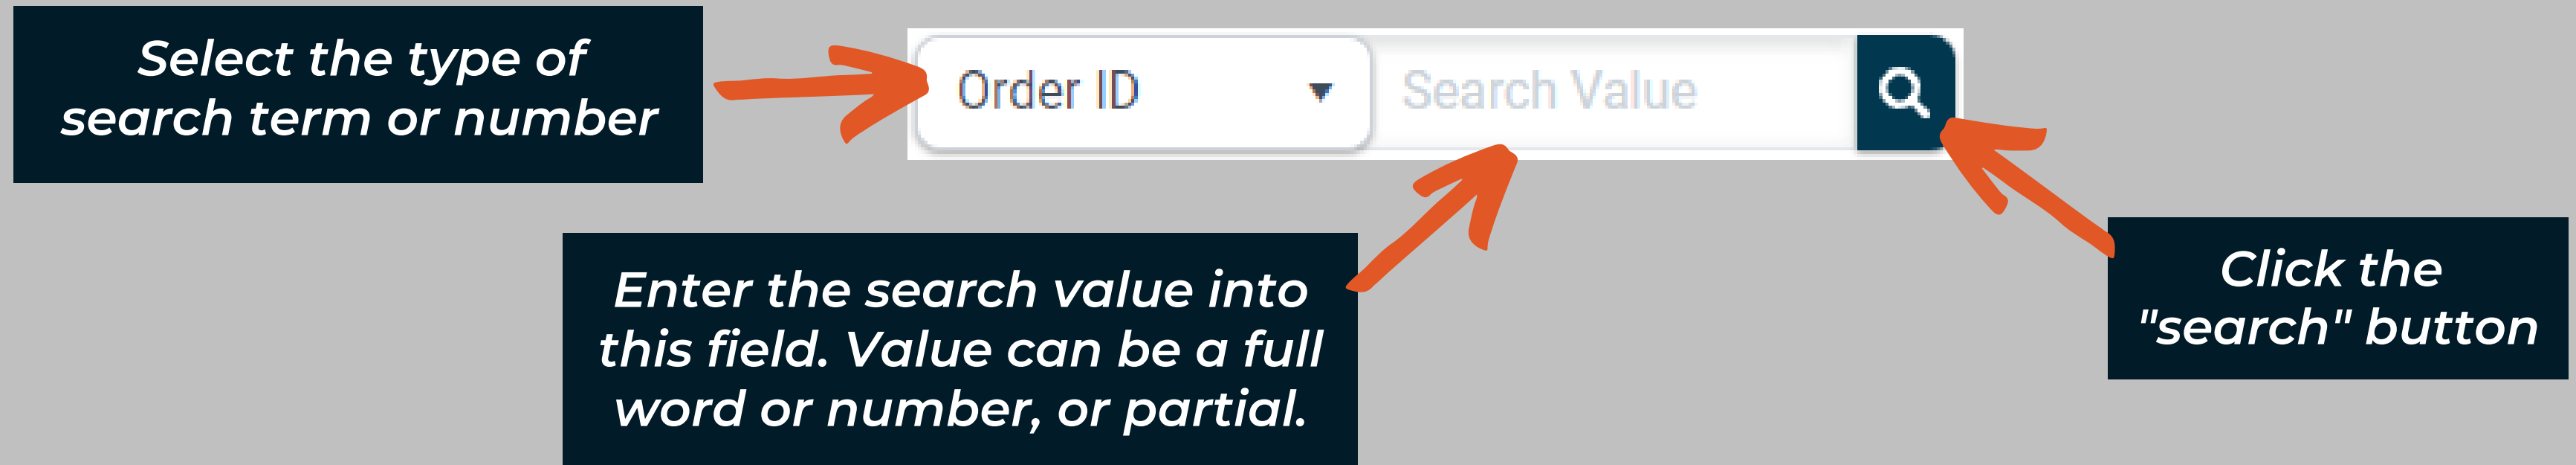 Select the type of
search term or number
Order ID
Search Value
Enter the search value into
this field. Value can be a full
word or number, or partial.
Click the
"search" button